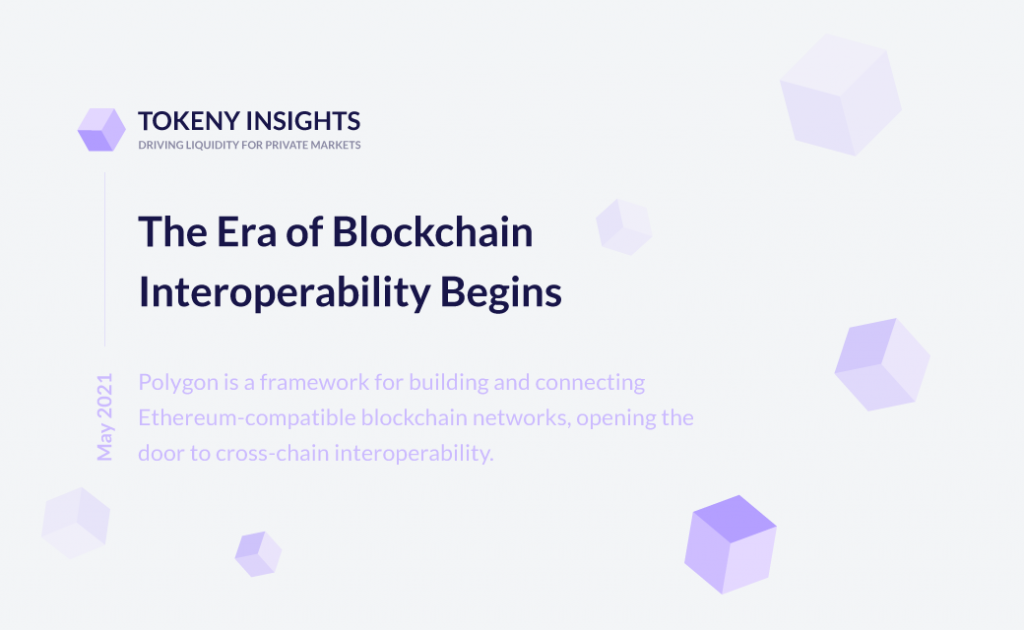 TOKENY INSIGHTS
DRIVING LIQUIDITY FOR PRIVATE MARKETS
The Era of Blockchain
Interoperability Begins
May 2021
Polygon is a framework for building and connecting
Ethereum-compatible blockchain networks, opening the
door to cross-chain interoperability.